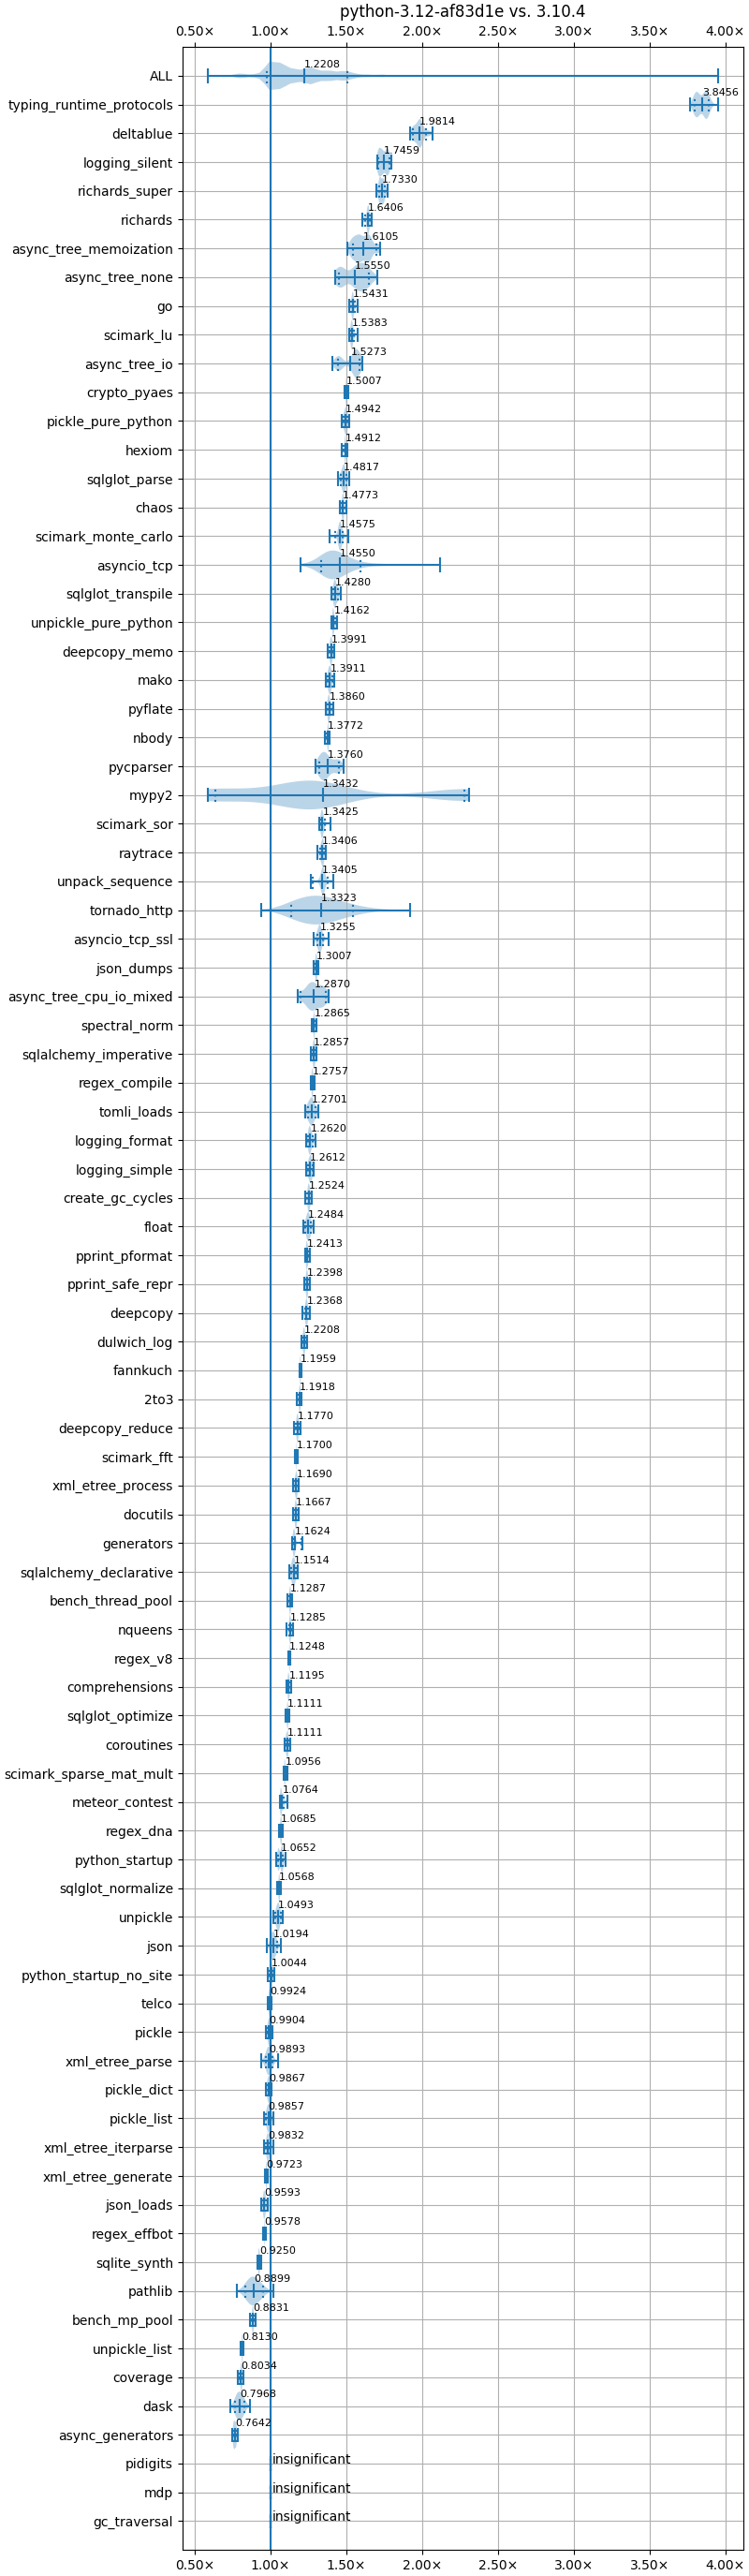 python-3.12-af83d1e vs. 3.10.4
0.50× 1.00× 1.50× 2.00× 2.50× 3.00× 3.50× 4.00×
ALL 1.2208
typing_runtime_protocols 3.8456
deltablue 1.9814
logging_silent 1.7459
richards_super 1.7330
richards 1.6406
async_tree_memoization 1.6105
async_tree_none 1.5550
go 1.5431
scimark_lu 1.5383
async_tree_io 1.5273
crypto_pyaes 1.5007
pickle_pure_python 1.4942
hexiom 1.4912
sqlglot_parse 1.4817
chaos 1.4773
scimark_monte_carlo 1.4575
asyncio_tcp 1.4550
sqlglot_transpile 1.4280
unpickle_pure_python 1.4162
deepcopy_memo 1.3991
mako 1.3911
pyflate 1.3860
nbody 1.3772
pycparser 1.3760
mypy2 1.3432
scimark_sor 1.3425
raytrace 1.3406
unpack_sequence 1.3405
tornado_http 1.3323
asyncio_tcp_ssl 1.3255
json_dumps 1.3007
async_tree_cpu_io_mixed 1.2870
spectral_norm 1.2865
sqlalchemy_imperative 1.2857
regex_compile 1.2757
tomli_loads 1.2701
logging_format 1.2620
logging_simple 1.2612
create_gc_cycles 1.2524
float 1.2484
pprint_pformat 1.2413
pprint_safe_repr 1.2398
deepcopy 1.2368
dulwich_log 1.2208
fannkuch 1.1959
2to3 1.1918
deepcopy_reduce 1.1770
scimark_fft 1.1700
xml_etree_process 1.1690
docutils 1.1667
generators 1.1624
sqlalchemy_declarative 1.1514
bench_thread_pool 1.1287
nqueens 1.1285
regex_v8 1.1248
comprehensions 1.1195
sqlglot_optimize 1.1111
coroutines 1.1111
scimark_sparse_mat_mult 1.0956
meteor_contest 1.0764
regex_dna 1.0685
python_startup 1.0652
sqlglot_normalize 1.0568
unpickle 1.0493
json 1.0194
python_startup_no_site 1.0044
telco 0.9924
pickle 0.9904
xml_etree_parse 0.9893
pickle_dict 0.9867
pickle_list 0.9857
xml_etree_iterparse 0.9832
xml_etree_generate 0.9723
json_loads 0.9593
regex_effbot 0.9578
sqlite_synth 0.9250
pathlib 0.8899
bench_mp_pool 0.8831
unpickle_list 0.8130
coverage 0.8034
dask 0.7968
async_generators 0.7642
pidigits insignificant
mdp insignificant
gc_traversal insignificant
0.50× 1.00× 1.50× 2.00× 2.50× 3.00× 3.50× 4.00×